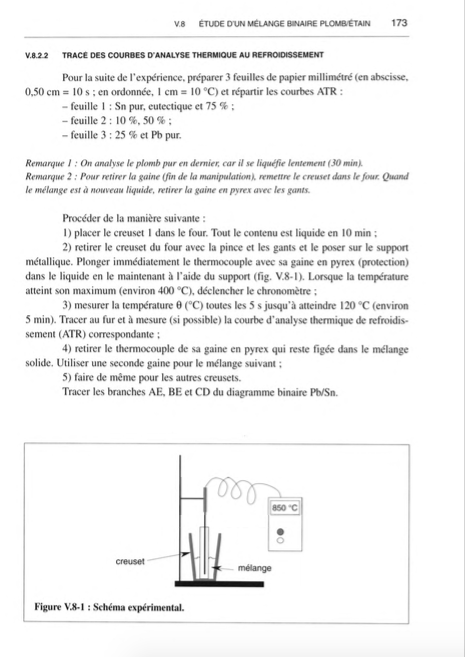 V.8 ÉTUDE D'UN MÉLANGE BINAIRE PLOMB/ÉTAIN 173
V.8.2.2 TRACÉ DES COURBES D'ANALYSE THERMIQUE AU REFROIDISSEMENT
Pour la suite de l'expérience, préparer 3 feuilles de papier millimétré (en abscisse,
0,50 cm = 10 s ; en ordonnée, 1 cm = 10 °C) et répartir les courbes ATR :
– feuille 1 : Sn pur, eutectique et 75 % ;
– feuille 2 : 10 %, 50 % ;
– feuille 3 : 25 % et Pb pur.
Remarque 1 : On analyse le plomb pur en dernier, car il se liquéfie lentement (30 min).
Remarque 2 : Pour retirer la gaine (fin de la manipulation), remettre le creuset dans le four. Quand
le mélange est à nouveau liquide, retirer la gaine en pyrex avec les gants.
Procéder de la manière suivante :
1) placer le creuset 1 dans le four. Tout le contenu est liquide en 10 min ;
2) retirer le creuset du four avec la pince et les gants et le poser sur le support
métallique. Plonger immédiatement le thermocouple avec sa gaine en pyrex (protection)
dans le liquide en le maintenant à l'aide du support (fig. V.8-1). Lorsque la température
atteint son maximum (environ 400 °C), déclencher le chronomètre ;
3) mesurer la température θ (°C) toutes les 5 s jusqu'à atteindre 120 °C (environ
5 min). Tracer au fur et à mesure (si possible) la courbe d'analyse thermique de refroidis-
sement (ATR) correspondante ;
4) retirer le thermocouple de sa gaine en pyrex qui reste figée dans le mélange
solide. Utiliser une seconde gaine pour le mélange suivant ;
5) faire de même pour les autres creusets.
Tracer les branches AE, BE et CD du diagramme binaire Pb/Sn.
850 °C
creuset
mélange
Figure V.8-1 : Schéma expérimental.